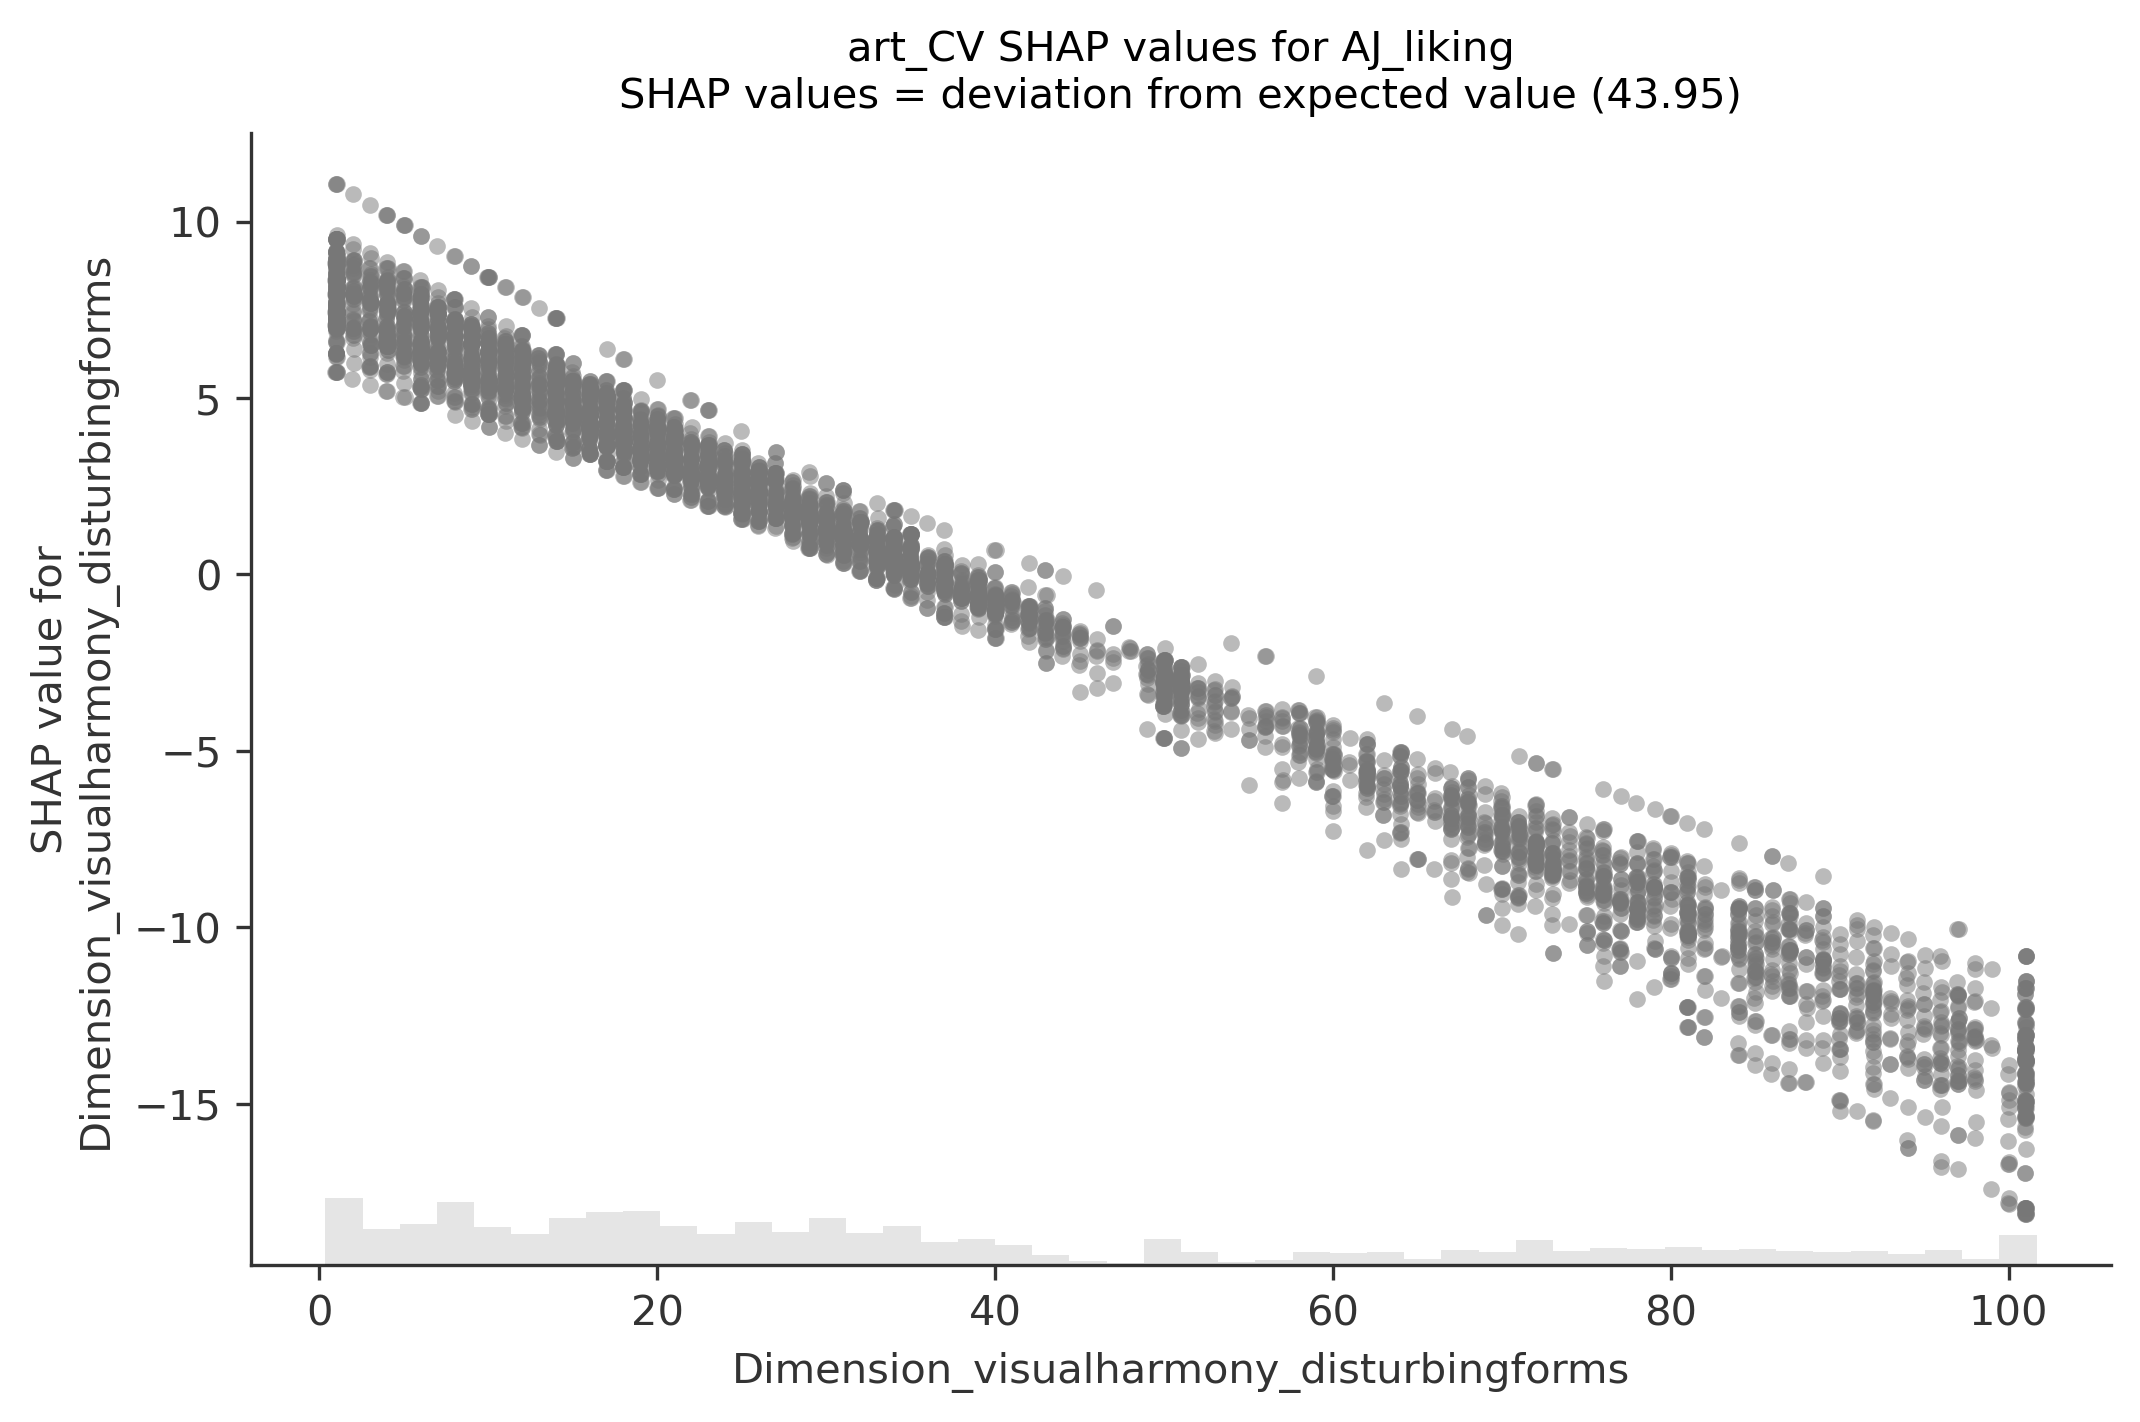 art_CV SHAP values for AJ_liking
SHAP values = deviation from expected value (43.95)
SHAP value for
Dimension_visualharmony_disturbingforms
10
5
0
−5
−10
−15
0
20
40
60
80
100
Dimension_visualharmony_disturbingforms